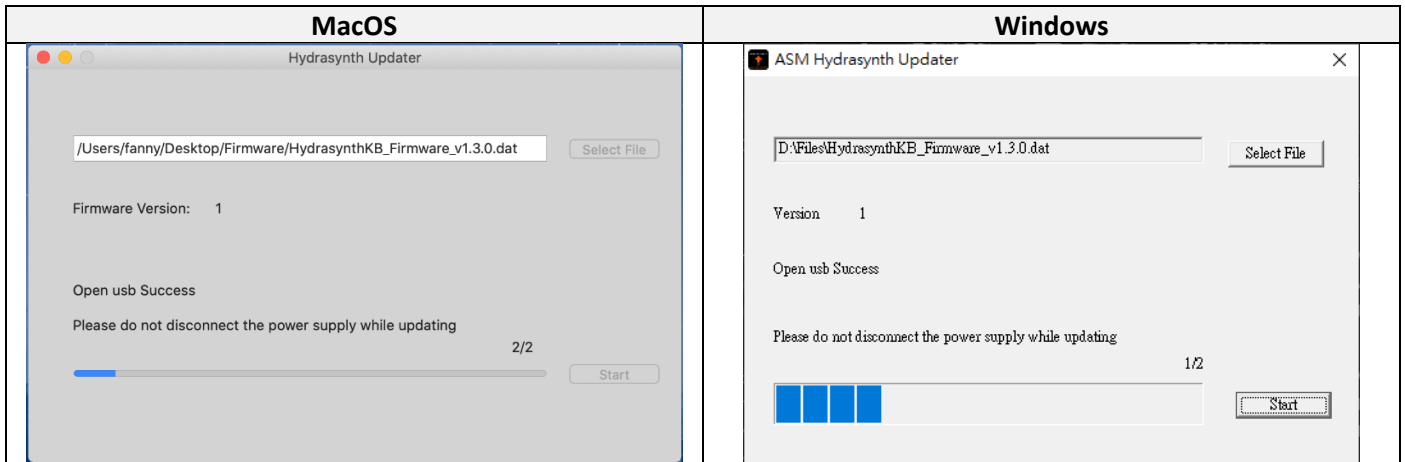 MacOS
Windows
Hydrasynth Updater
/Users/fanny/Desktop/Firmware/HydrasynthKB_Firmware_v1.3.0.dat
Select File
Firmware Version: 1
Open usb Success
Please do not disconnect the power supply while updating
2/2
Start
ASM Hydrasynth Updater
D:\Files\HydrasynthKB_Firmware_v1.3.0.dat
Select File
Version 1
Open usb Success
Please do not disconnect the power supply while updating
1/2
Start